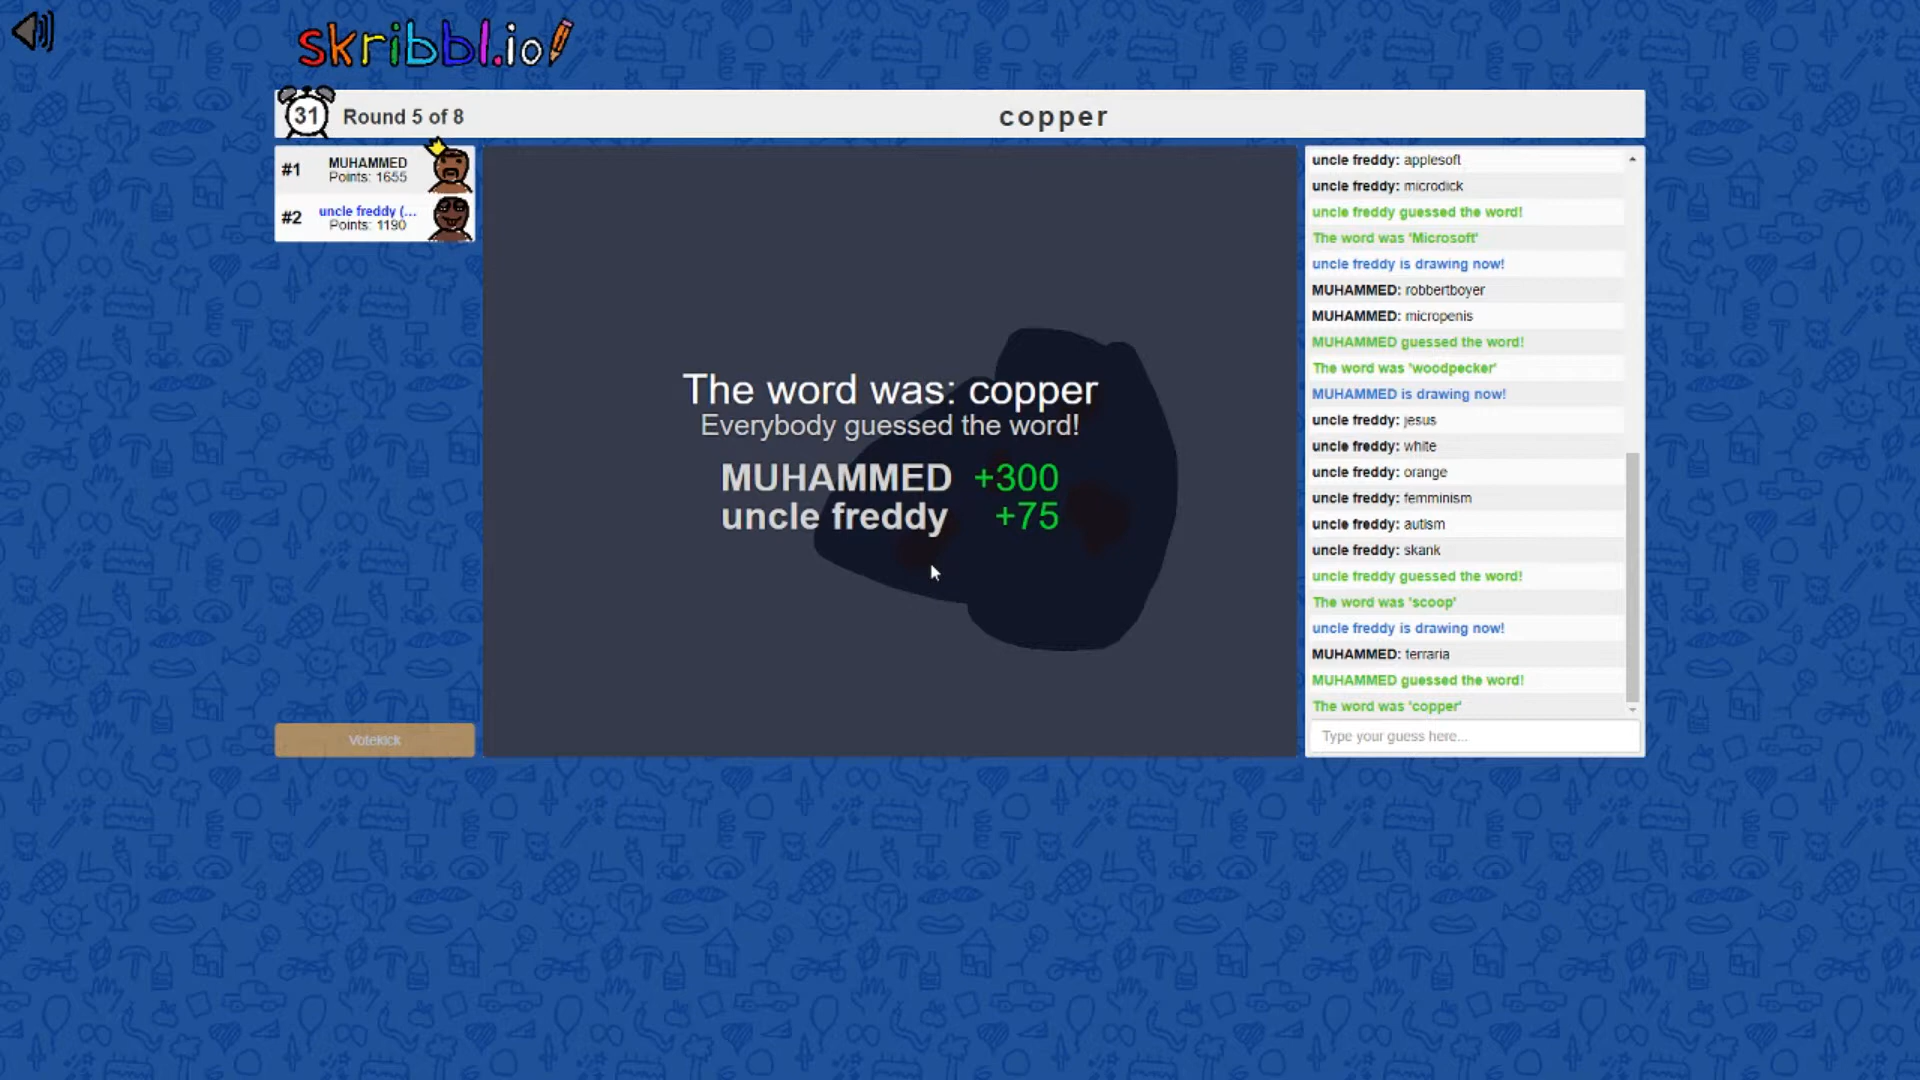 skribbl.io
31
Round 5 of 8
copper
#1
MUHAMMED
Points: 1655
#2
uncle freddy (...
Points: 1190
The word was: copper
Everybody guessed the word!
MUHAMMED +300
uncle freddy +75
uncle freddy: applesoft
uncle freddy: microdick
uncle freddy guessed the word!
The word was 'Microsoft'
uncle freddy is drawing now!
MUHAMMED: robbertboyer
MUHAMMED: micropenis
MUHAMMED guessed the word!
The word was 'woodpecker'
MUHAMMED is drawing now!
uncle freddy: jesus
uncle freddy: white
uncle freddy: orange
uncle freddy: femminism
uncle freddy: autism
uncle freddy: skank
uncle freddy guessed the word!
The word was 'scoop'
uncle freddy is drawing now!
MUHAMMED: terraria
MUHAMMED guessed the word!
The word was 'copper'
Type your guess here...
Votekick